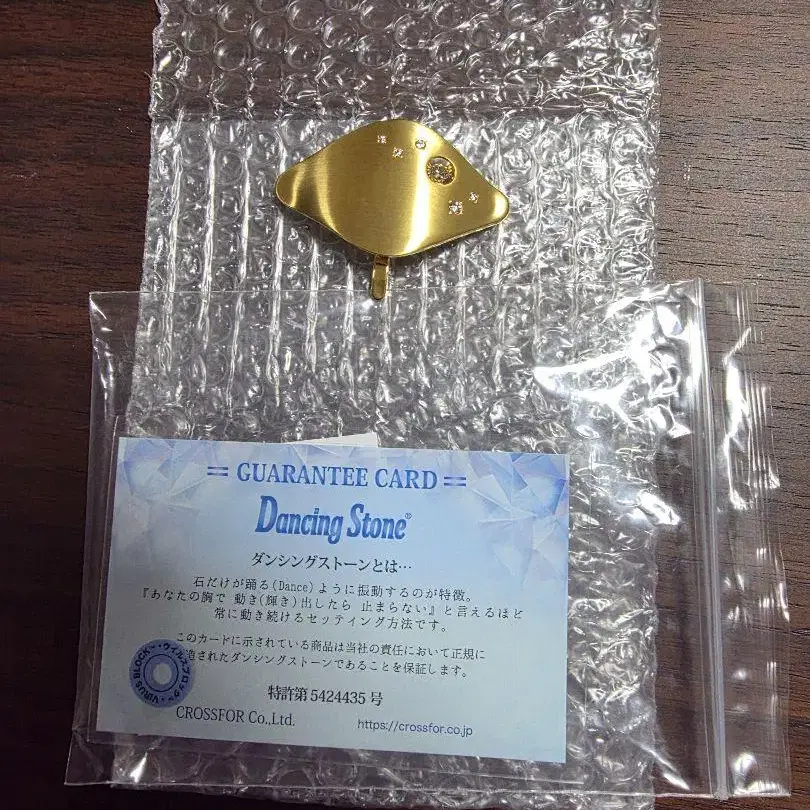 GUARANTEE CARD
Dancing Stone®
ダンシングストーンとは…
石だけが踊る(Dance)ように振動するのが特徴。
『あなたの胸で 動き(輝き)出したら 止まらない』と言えるほど
常に動き続けるセッティング方法です。
このカードに示されている商品は当社の責任において正規に
造されたダンシングストーンであることを保証します。
VIRUS BLOCK
特許第5424435号
CROSSFOR Co.,Ltd.
https://crossfor.co.jp